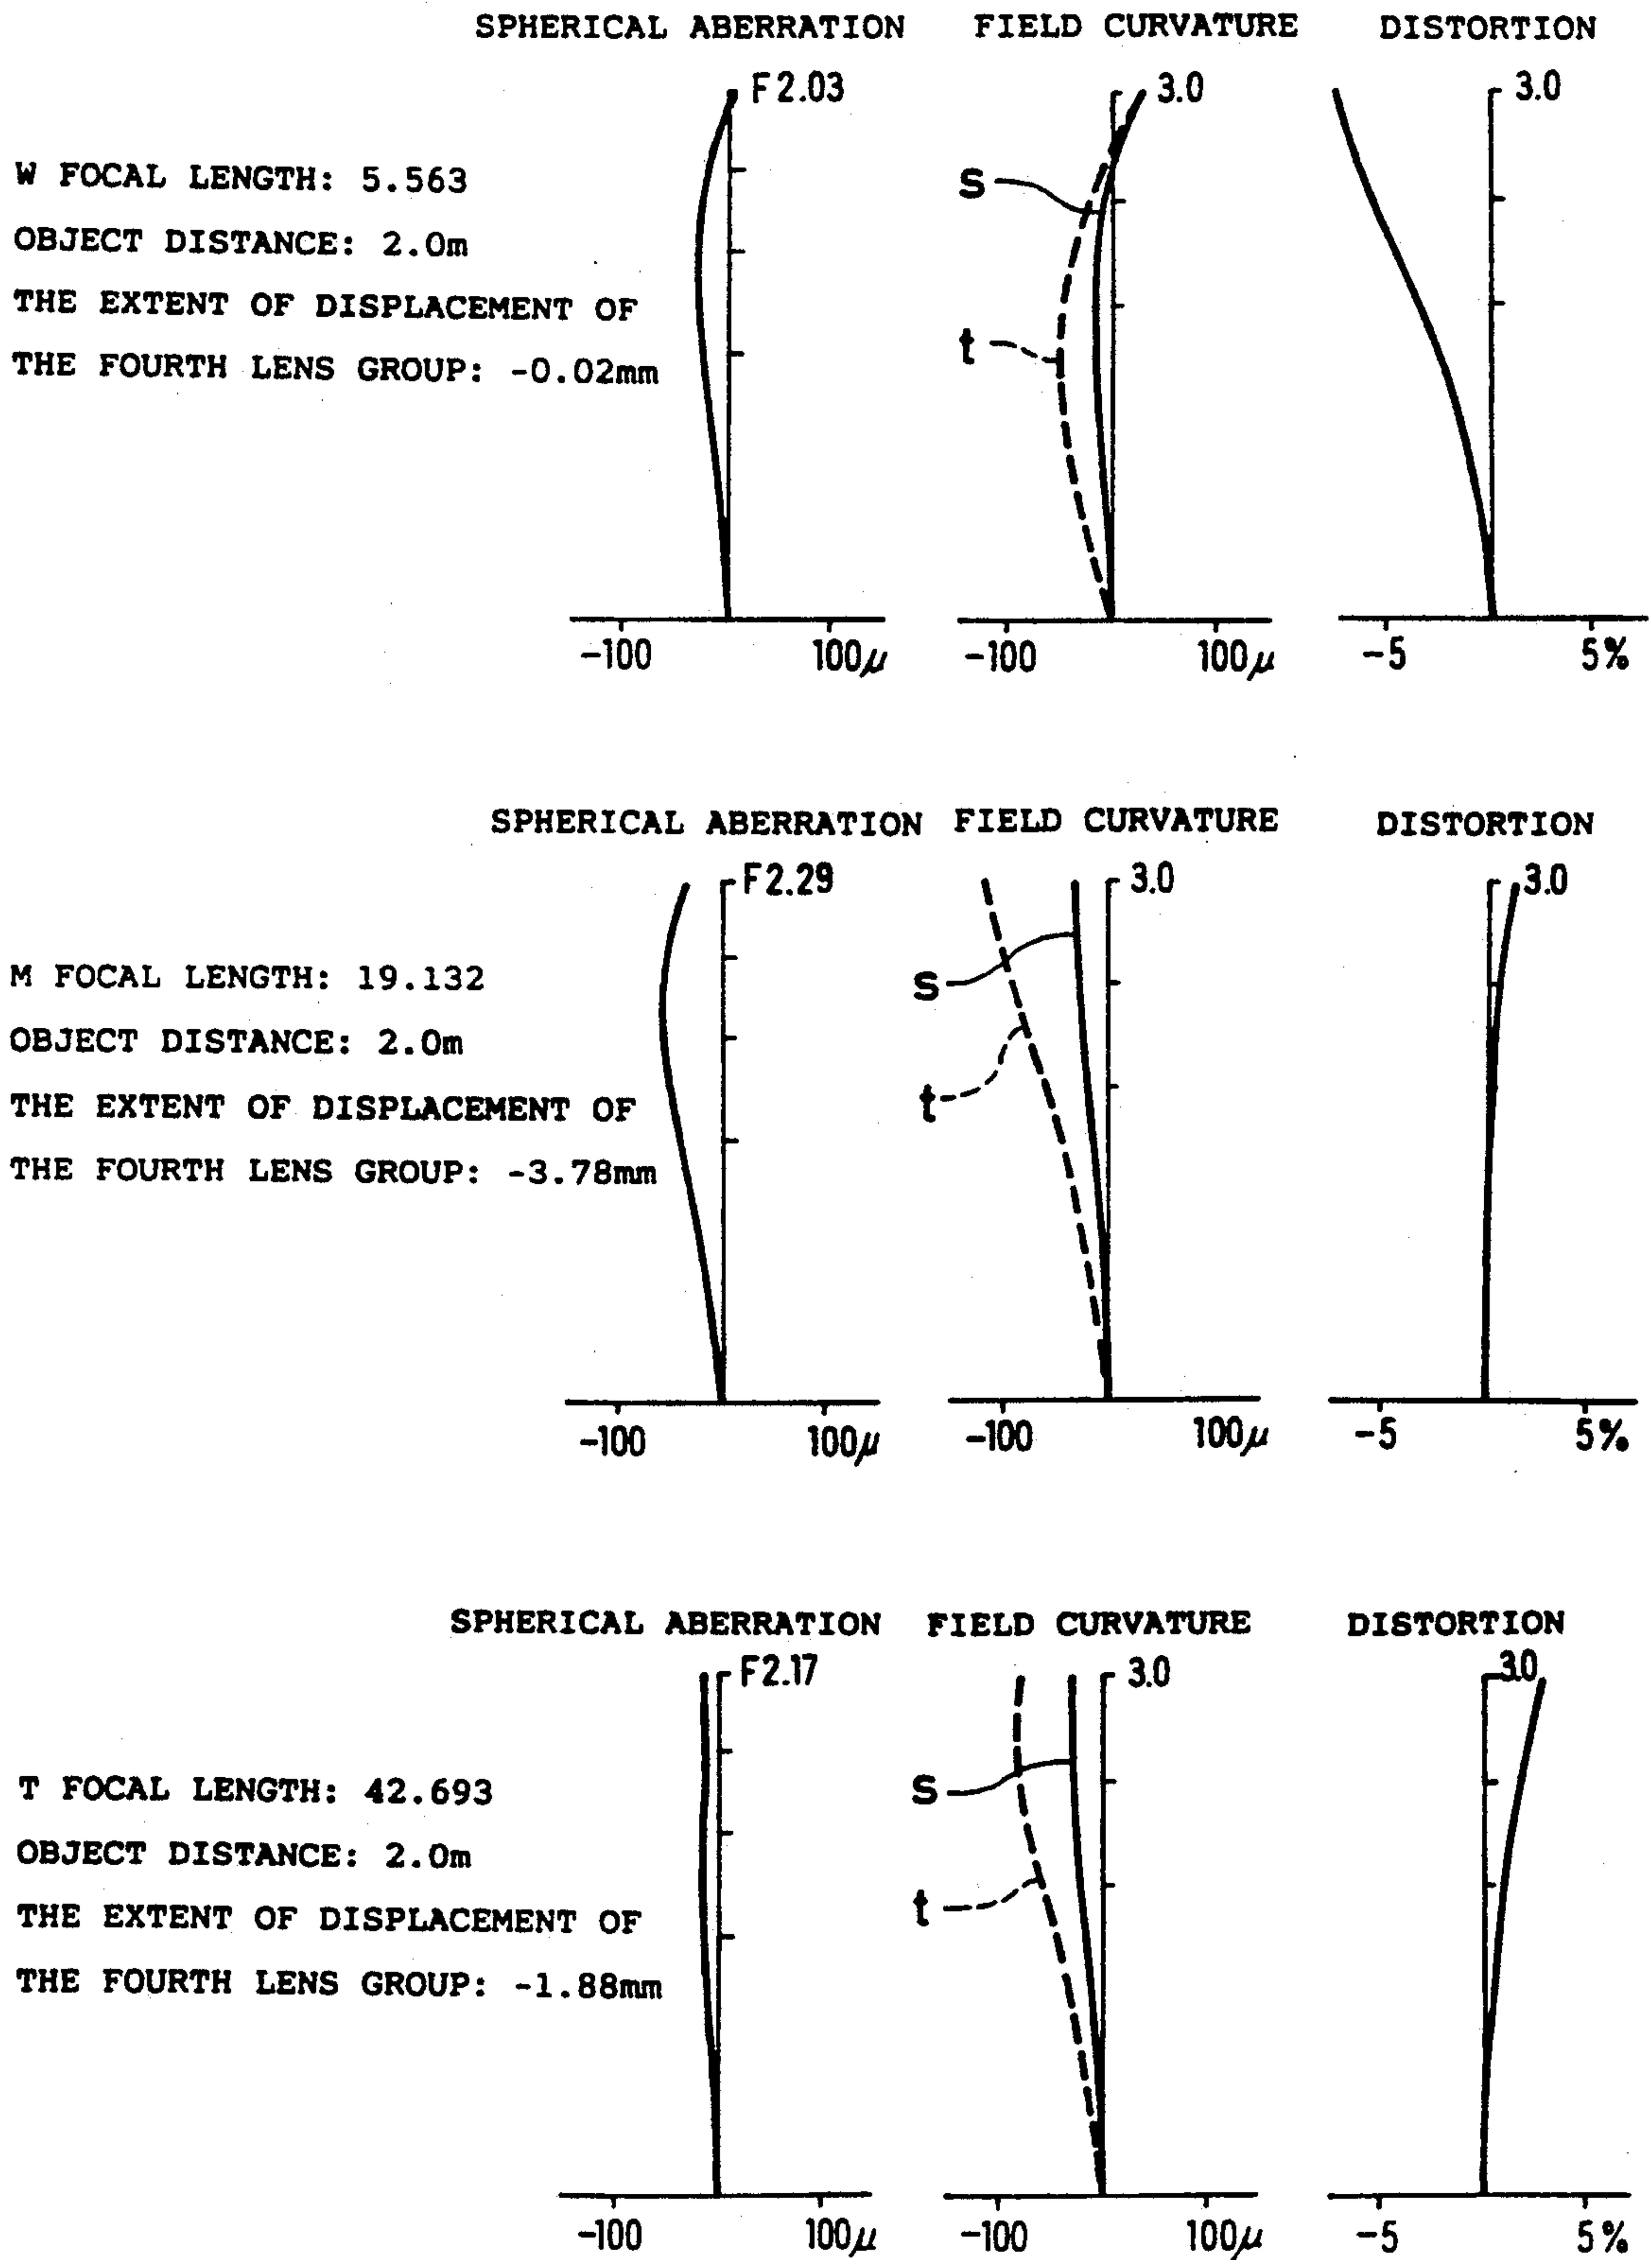 SPHERICAL ABERRATION FIELD CURVATURE DISTORTION
F2.03 3.0 3.0
W FOCAL LENGTH: 5.563
OBJECT DISTANCE: 2.0m
THE EXTENT OF DISPLACEMENT OF
THE FOURTH LENS GROUP: -0.02mm
s
t
-100 100μ -100 100μ -5 5%
SPHERICAL ABERRATION FIELD CURVATURE DISTORTION
F2.29 3.0 3.0
M FOCAL LENGTH: 19.132
OBJECT DISTANCE: 2.0m
THE EXTENT OF DISPLACEMENT OF
THE FOURTH LENS GROUP: -3.78mm
s
t
-100 100μ -100 100μ -5 5%
SPHERICAL ABERRATION FIELD CURVATURE DISTORTION
F2.17 3.0 3.0
T FOCAL LENGTH: 42.693
OBJECT DISTANCE: 2.0m
THE EXTENT OF DISPLACEMENT OF
THE FOURTH LENS GROUP: -1.88mm
s
t
-100 100μ -100 100μ -5 5%